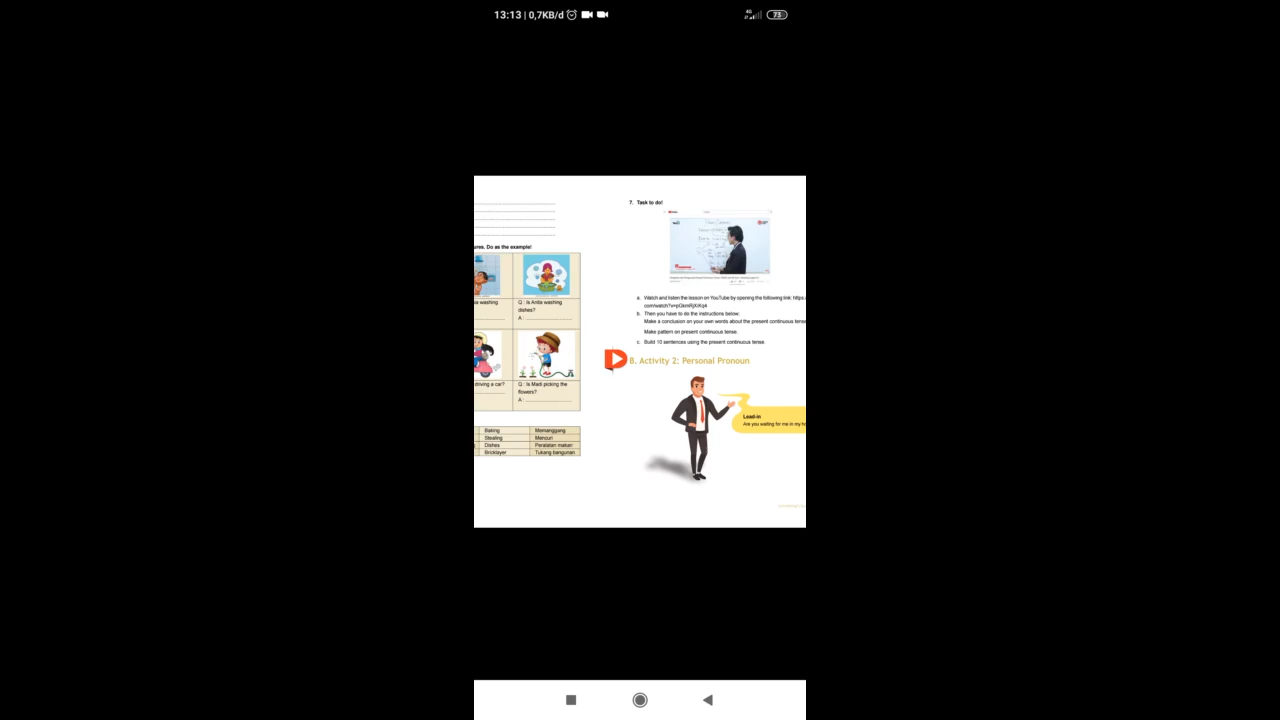 13:13 | 0,7KB/d
4G
73
ures. Do as the example!
a washing
Q : Is Anita washing
dishes?
A : ........................
driving a car?
Q : Is Madi picking the
flowers?
A : ........................
Baking Memanggang
Stealing Mencuri
Dishes Peralatan makan
Bricklayer Tukang bangunan
7. Task to do!
a. Watch and listen the lesson on YouTube by opening the following link: https:
b. Then you have to do the instructions below.
Make a conclusion on your own words about the present continuous tense
Make pattern on present continuous tense.
c. Build 10 sentences using the present continuous tense.
B. Activity 2: Personal Pronoun
Lead-in
Are you waiting for me in my